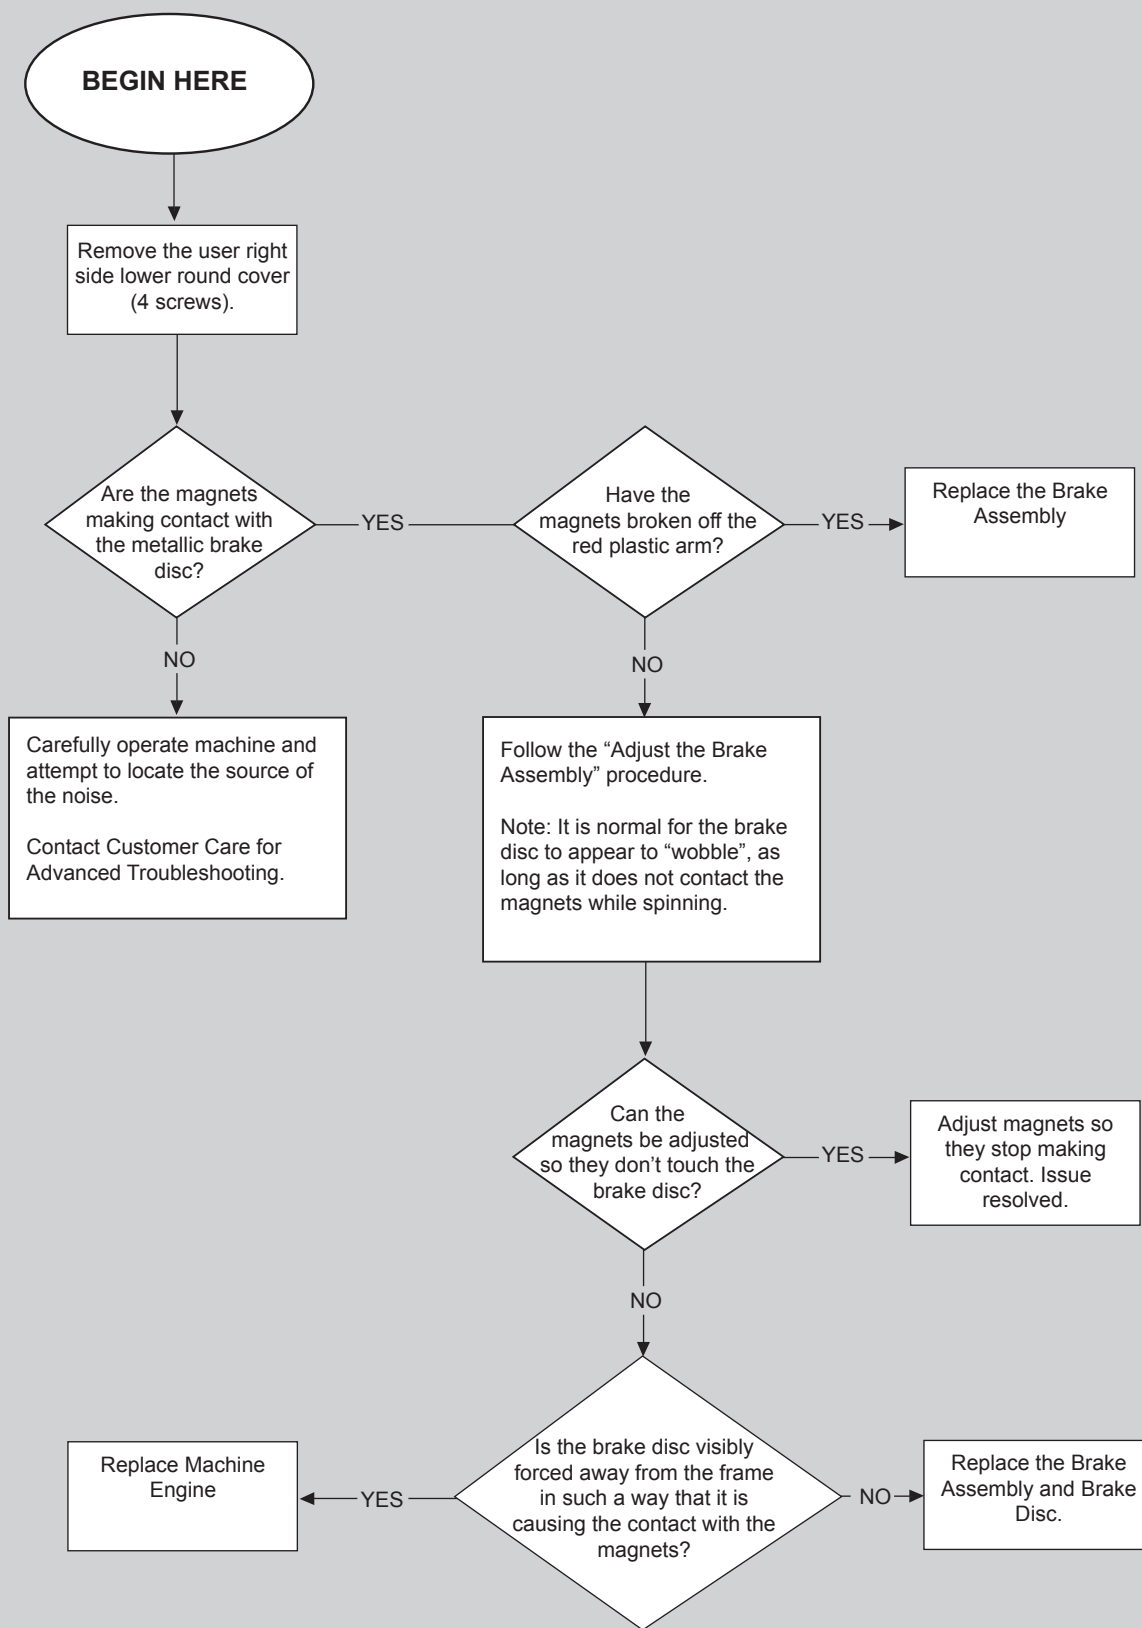 BEGIN HERE
Remove the user right
side lower round cover
(4 screws).
Are the magnets
making contact with
the metallic brake
disc?
YES
Have the
magnets broken off the
red plastic arm?
YES
Replace the Brake
Assembly
NO
Carefully operate machine and
attempt to locate the source of
the noise.
Contact Customer Care for
Advanced Troubleshooting.
NO
Follow the “Adjust the Brake
Assembly” procedure.
Note: It is normal for the brake
disc to appear to “wobble”, as
long as it does not contact the
magnets while spinning.
Can the
magnets be adjusted
so they don’t touch the
brake disc?
YES
Adjust magnets so
they stop making
contact. Issue
resolved.
NO
Is the brake disc visibly
forced away from the frame
in such a way that it is
causing the contact with the
magnets?
YES
Replace Machine
Engine
NO
Replace the Brake
Assembly and Brake
Disc.